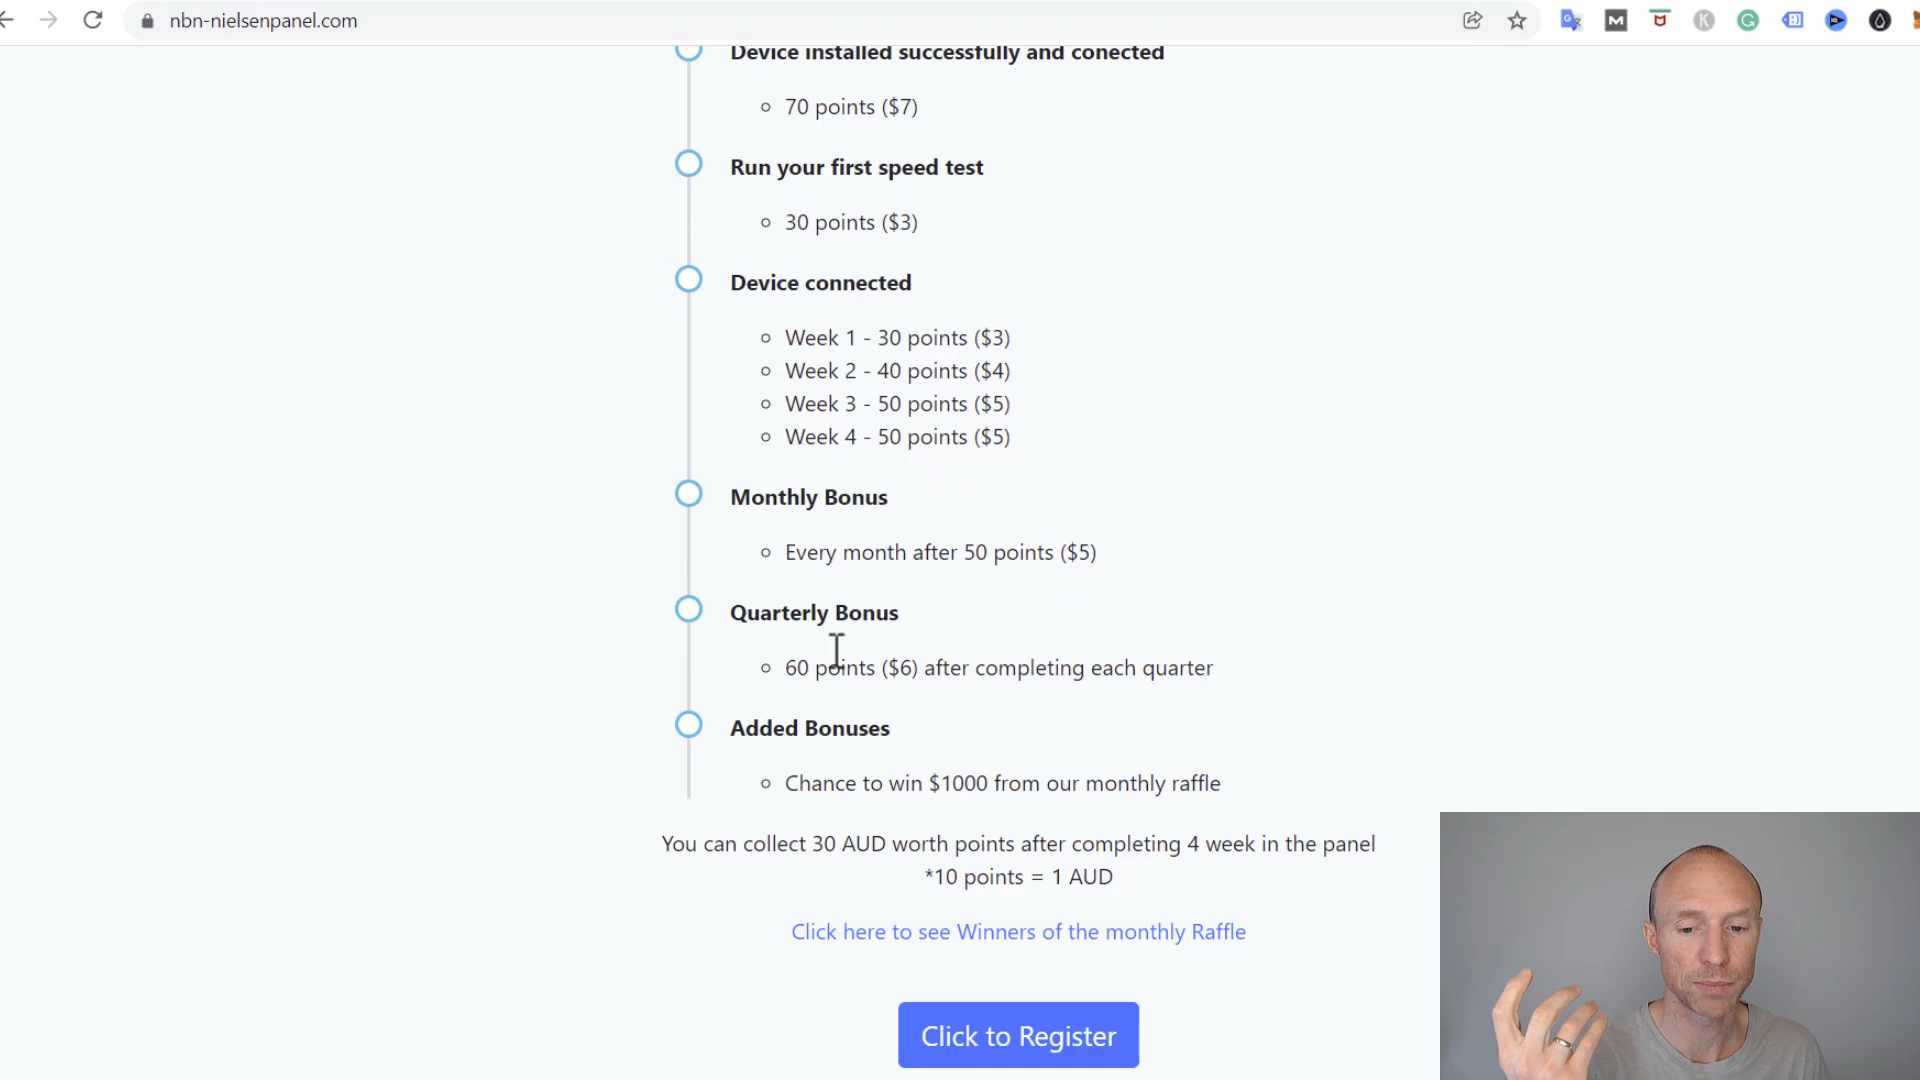 nbn-nielsenpanel.com
Device installed successfully and conected
70 points ($7)
Run your first speed test
30 points ($3)
Device connected
Week 1 - 30 points ($3)
Week 2 - 40 points ($4)
Week 3 - 50 points ($5)
Week 4 - 50 points ($5)
Monthly Bonus
Every month after 50 points ($5)
Quarterly Bonus
60 points ($6) after completing each quarter
Added Bonuses
Chance to win $1000 from our monthly raffle
You can collect 30 AUD worth points after completing 4 week in the panel
*10 points = 1 AUD
Click here to see Winners of the monthly Raffle
Click to Register